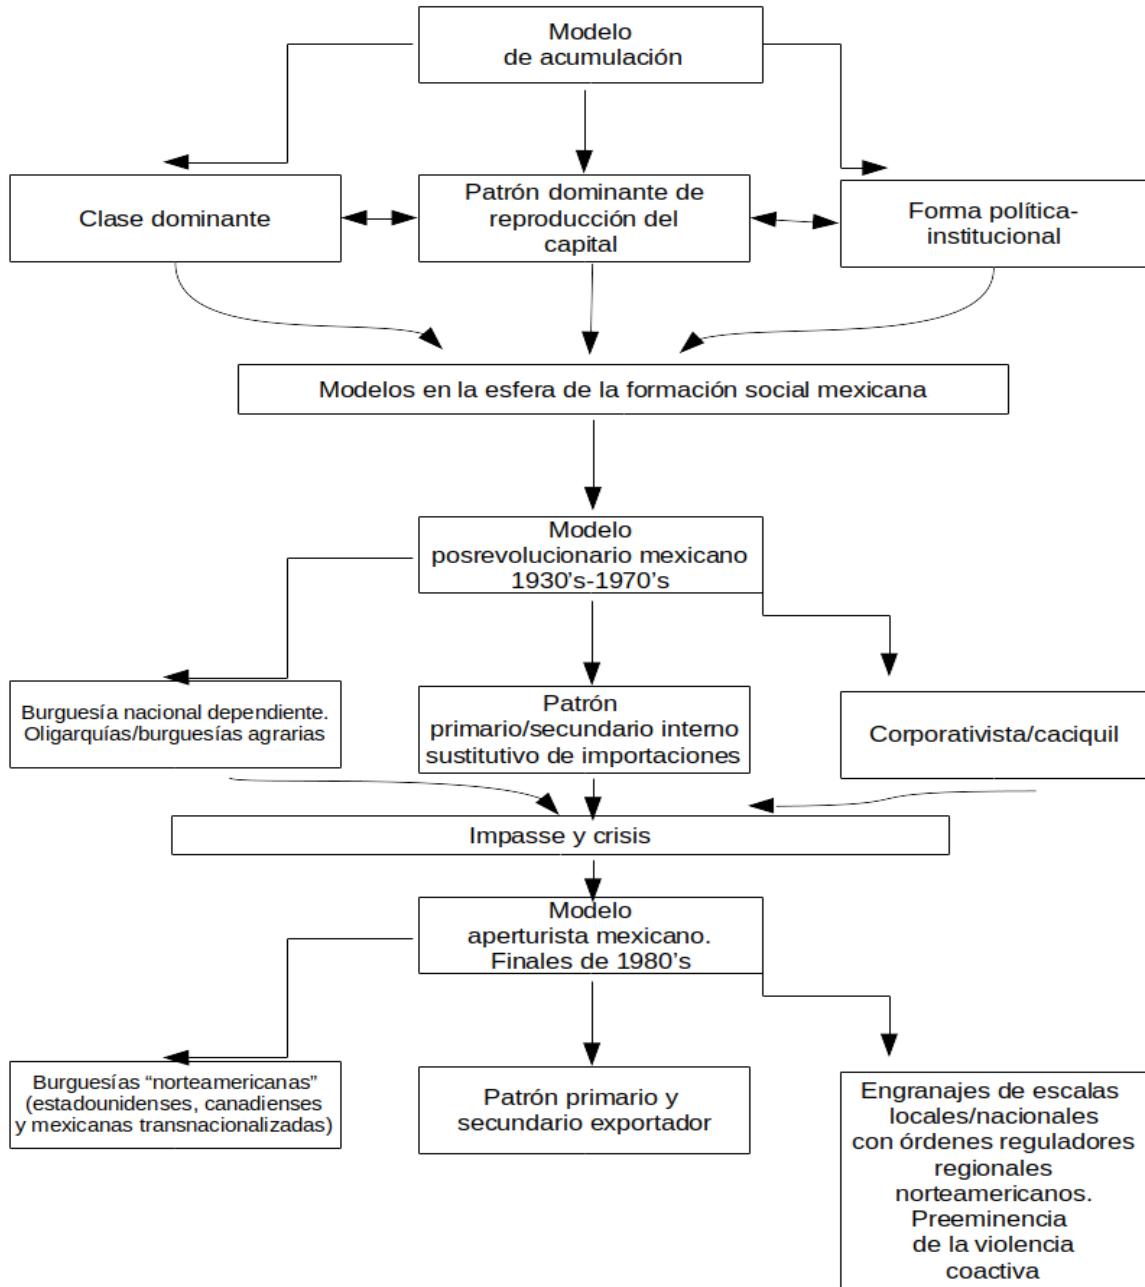 Modelo
de acumulación
Clase dominante
Patrón dominante de
reproducción del
capital
Forma política-
institucional
Modelos en la esfera de la formación social mexicana
Modelo
posrevolucionario mexicano
1930’s-1970’s
Burguesía nacional dependiente.
Oligarquías/burguesías agrarias
Patrón
primario/secundario interno
sustitutivo de importaciones
Corporativista/caciquil
Impasse y crisis
Modelo
aperturista mexicano.
Finales de 1980’s
Burguesías “norteamericanas”
(estadounidenses, canadienses
y mexicanas transnacionalizadas)
Patrón primario y
secundario exportador
Engranajes de escalas
locales/nacionales
con órdenes reguladores
regionales
norteamericanos.
Preeminencia
de la violencia
coactiva